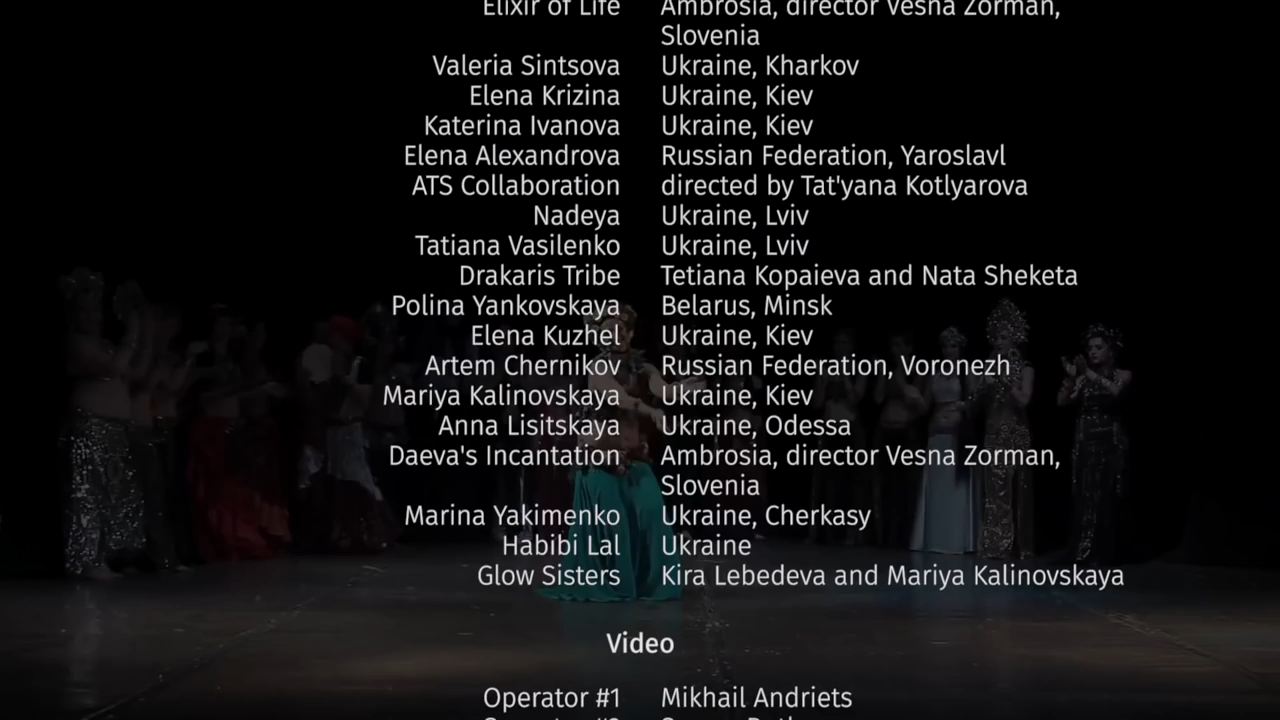 Elixir of Life Ambrosia, director Vesna Zorman,
Slovenia
Valeria Sintsova Ukraine, Kharkov
Elena Krizina Ukraine, Kiev
Katerina Ivanova Ukraine, Kiev
Elena Alexandrova Russian Federation, Yaroslavl
ATS Collaboration directed by Tat'yana Kotlyarova
Nadeya Ukraine, Lviv
Tatiana Vasilenko Ukraine, Lviv
Drakaris Tribe Tetiana Kopaieva and Nata Sheketa
Polina Yankovskaya Belarus, Minsk
Elena Kuzhel Ukraine, Kiev
Artem Chernikov Russian Federation, Voronezh
Mariya Kalinovskaya Ukraine, Kiev
Anna Lisitskaya Ukraine, Odessa
Daeva's Incantation Ambrosia, director Vesna Zorman,
Slovenia
Marina Yakimenko Ukraine, Cherkasy
Habibi Lal Ukraine
Glow Sisters Kira Lebedeva and Mariya Kalinovskaya
Video
Operator #1 Mikhail Andriets